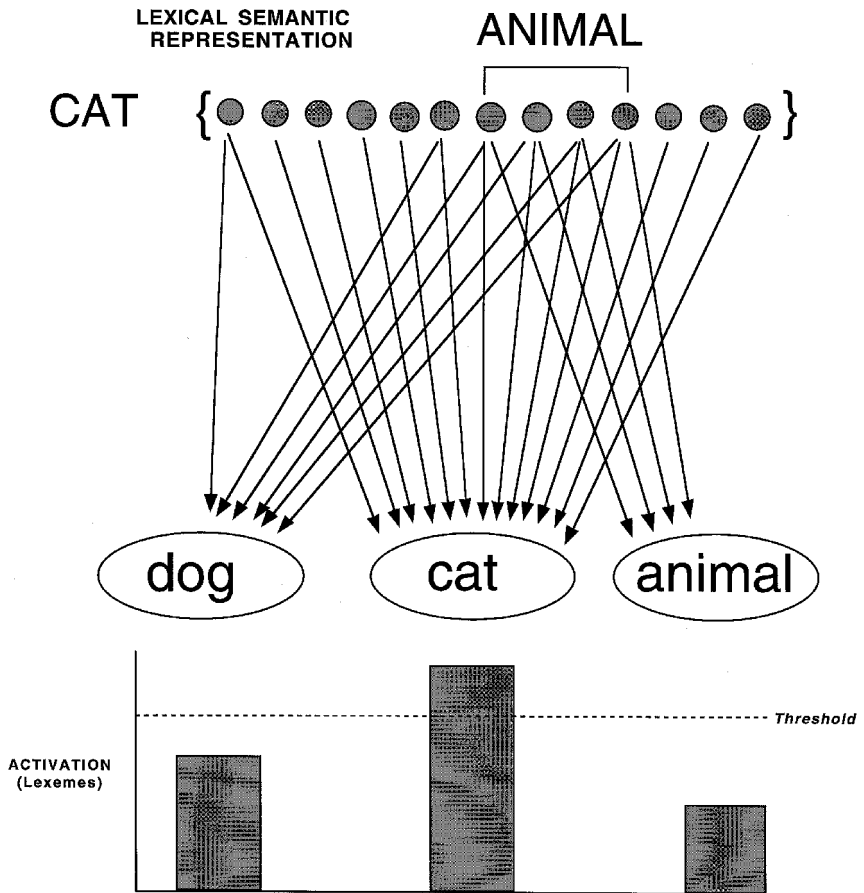 LEXICAL SEMANTIC
REPRESENTATION
ANIMAL
CAT { }
dog
cat
animal
Threshold
ACTIVATION
(Lexemes)